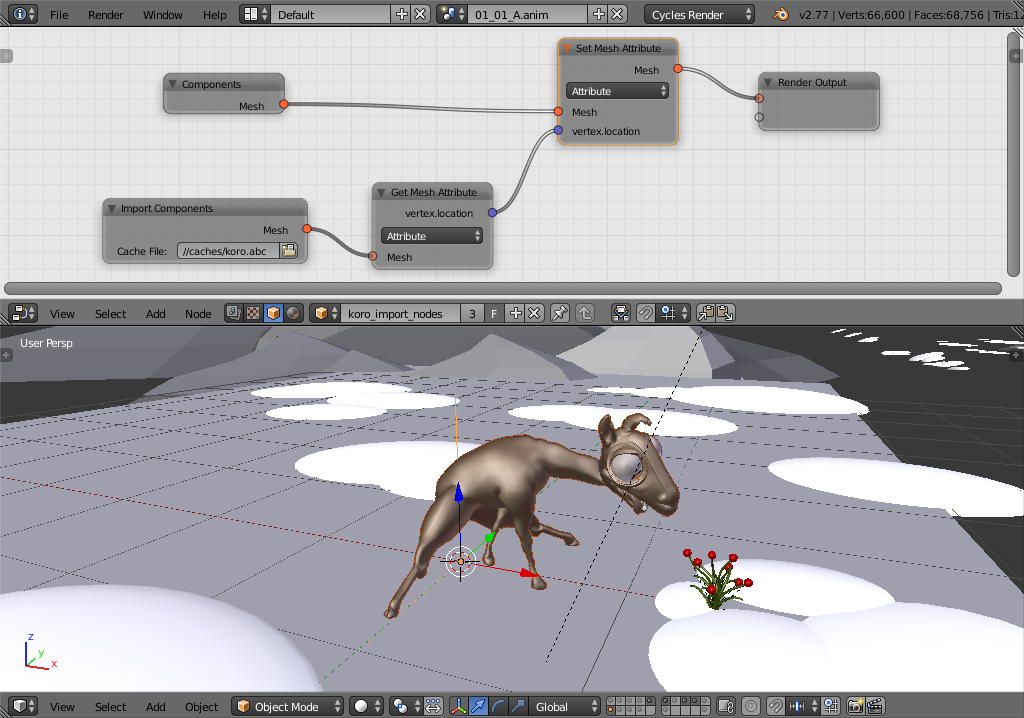 File Render Window Help Default 01_01_A.anim Cycles Render v2.77 | Verts:66,600 | Faces:68,756 | Tris:1
Set Mesh Attribute
Mesh
Attribute
Mesh
vertex.location
Components
Mesh
Render Output
Get Mesh Attribute
vertex.location
Attribute
Mesh
Import Components
Mesh
Cache File: //caches/koro.abc
View Select Add Node koro_import_nodes 3 F
User Persp
z
y
x
View Select Add Object Object Mode Global